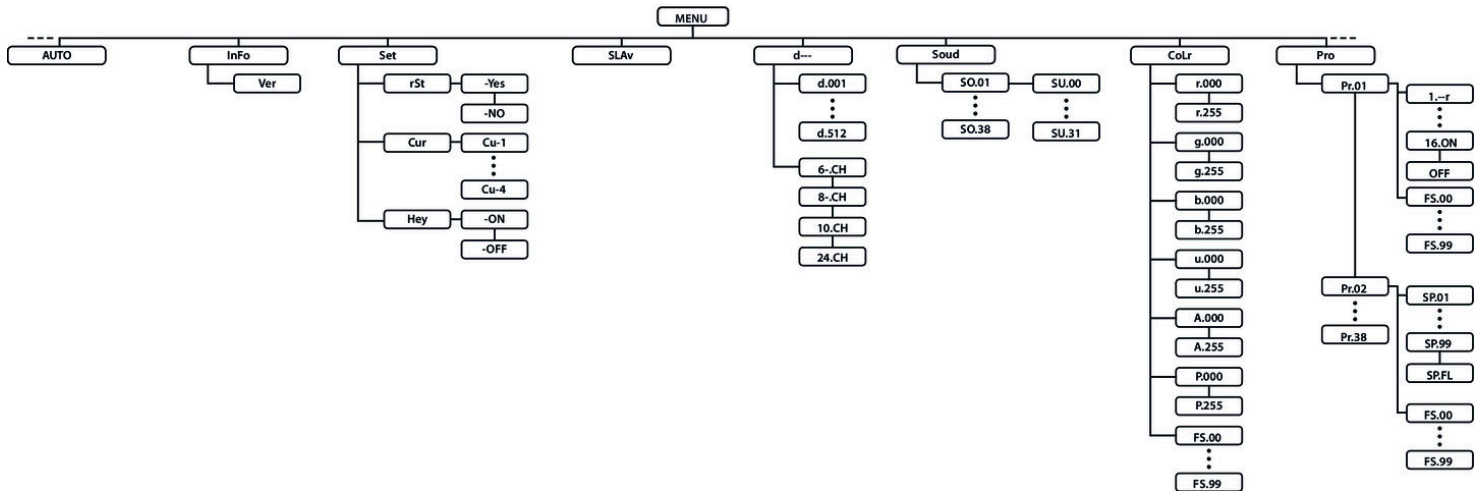 MENU
AUTO
InFo
Ver
Set
rSt
-Yes
-NO
Cur
Cu-1
Cu-4
Hey
-ON
-OFF
SLAv
d---
d.001
d.512
6-.CH
8-.CH
10.CH
24.CH
Soud
SO.01
SU.00
SO.38
SU.31
CoLr
r.000
r.255
g.000
g.255
b.000
b.255
u.000
u.255
A.000
A.255
P.000
P.255
FS.00
FS.99
Pro
Pr.01
1.--r
16.ON
OFF
FS.00
FS.99
Pr.02
Pr.38
SP.01
SP.99
SP.FL
FS.00
FS.99